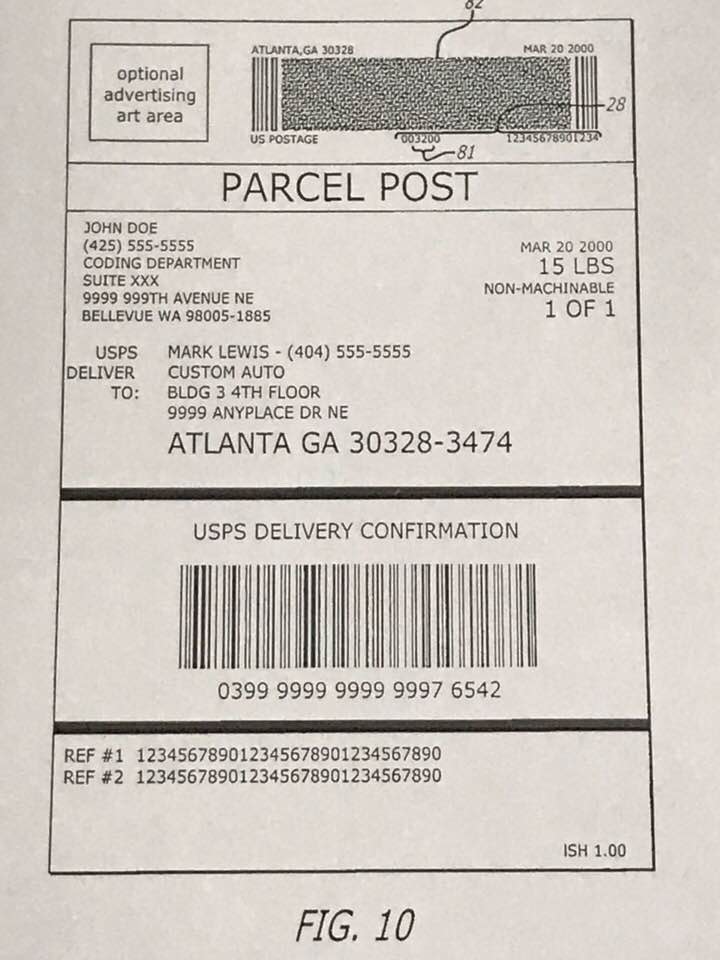 82
ATLANTA,GA 30328
MAR 20 2000
optional
advertising
art area
28
US POSTAGE
003200
12345678901234
81
PARCEL POST
JOHN DOE
(425) 555-5555
CODING DEPARTMENT
SUITE XXX
9999 999TH AVENUE NE
BELLEVUE WA 98005-1885
MAR 20 2000
15 LBS
NON-MACHINABLE
1 OF 1
USPS DELIVER TO:
MARK LEWIS - (404) 555-5555
CUSTOM AUTO
BLDG 3 4TH FLOOR
9999 ANYPLACE DR NE
ATLANTA GA 30328-3474
USPS DELIVERY CONFIRMATION
0399 9999 9999 9997 6542
REF #1 123456789012345678901234567890
REF #2 123456789012345678901234567890
ISH 1.00
FIG. 10